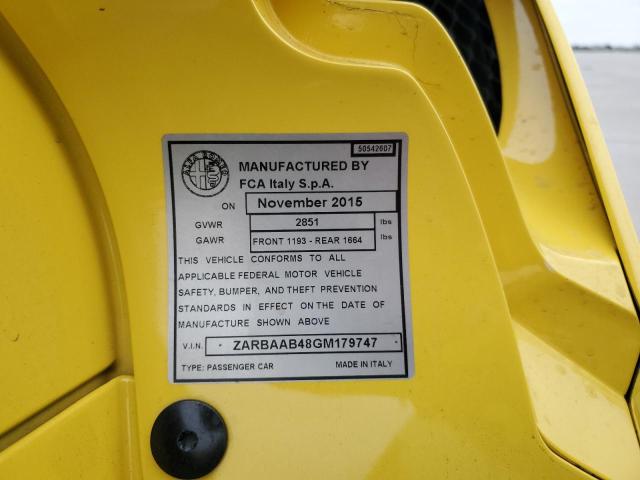 50542607
ALFA ROMEO
MANUFACTURED BY
FCA Italy S.p.A.
ON November 2015
GVWR 2851 lbs
GAWR FRONT 1193 - REAR 1664 lbs
THIS VEHICLE CONFORMS TO ALL
APPLICABLE FEDERAL MOTOR VEHICLE
SAFETY, BUMPER, AND THEFT PREVENTION
STANDARDS IN EFFECT ON THE DATE OF
MANUFACTURE SHOWN ABOVE
V.I.N. · ZARBAAB48GM179747 ·
TYPE: PASSENGER CAR MADE IN ITALY